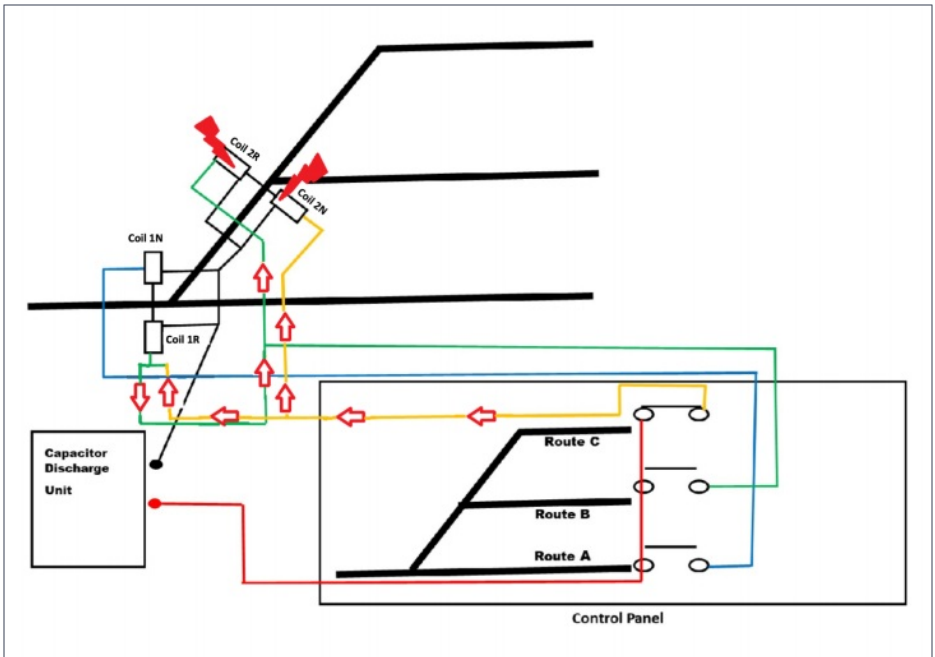 Coil 2R
Coil 2N
Coil 1N
Coil 1R
Capacitor
Discharge
Unit
Route C
Route B
Route A
Control Panel